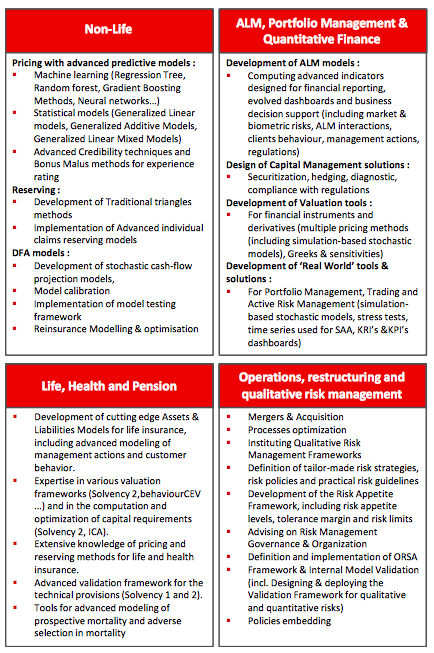 Non-Life
Pricing with advanced predictive models :
Machine learning (Regression Tree,
Random forest, Gradient Boosting
Methods, Neural networks…)
Statistical models (Generalized Linear
models, Generalized Additive Models,
Generalized Linear Mixed Models)
Advanced Credibility techniques and
Bonus Malus methods for experience
rating
Reserving :
Development of Traditional triangles
methods
Implementation of Advanced individual
claims reserving models
DFA models :
Development of stochastic cash-flow
projection models,
Model calibration
Implementation of model testing
framework
Reinsurance Modelling & optimisation
ALM, Portfolio Management &
Quantitative Finance
Development of ALM models :
Computing advanced indicators
designed for financial reporting,
evolved dashboards and business
decision support (including market &
biometric risks, ALM interactions,
clients behaviour, management actions,
regulations)
Design of Capital Management solutions :
Securitization, hedging, diagnostic,
compliance with regulations
Development of Valuation tools :
For financial instruments and
derivatives (multiple pricing methods
(including simulation-based stochastic
models), Greeks & sensitivities)
Development of ‘Real World’ tools &
solutions :
For Portfolio Management, Trading and
Active Risk Management (simulation-
based stochastic models, stress tests,
time series used for SAA, KRI’s &KPI’s
dashboards)
Life, Health and Pension
Development of cutting edge Assets &
Liabilities Models for life insurance,
including advanced modeling of
management actions and customer
behavior.
Expertise in various valuation
frameworks (Solvency 2,behaviourCEV
…) and in the computation and
optimization of capital requirements
(Solvency 2, ICA).
Extensive knowledge of pricing and
reserving methods for life and health
insurance.
Advanced validation framework for the
technical provisions (Solvency 1 and 2).
Tools for advanced modeling of
prospective mortality and adverse
selection in mortality
Operations, restructuring and
qualitative risk management
Mergers & Acquisition
Processes optimization
Instituting Qualitative Risk
Management Frameworks
Definition of tailor-made risk strategies,
risk policies and practical risk guidelines
Development of the Risk Appetite
Framework, including risk appetite
levels, tolerance margin and risk limits
Advising on Risk Management
Governance & Organization
Definition and implementation of ORSA
Framework & Internal Model Validation
(incl. Designing & deploying the
Validation Framework for qualitative
and quantitative risks)
Policies embedding